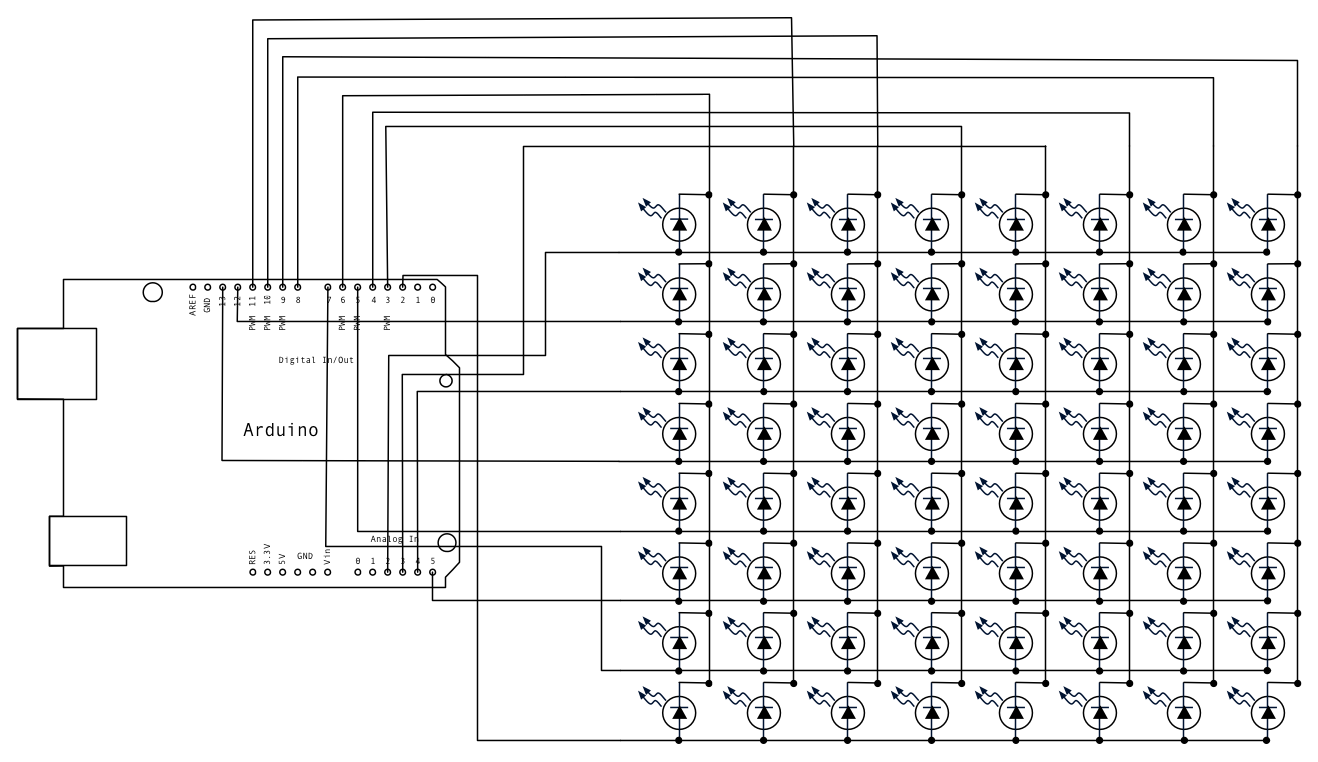 AREF GND 13 12 11 10 9 8 7 6 5 4 3 2 1 0
PWM PWM PWM PWM PWM PWM
Digital In/Out
Arduino
Analog In
RES 3.3V 5V GND Vin 0 1 2 3 4 5